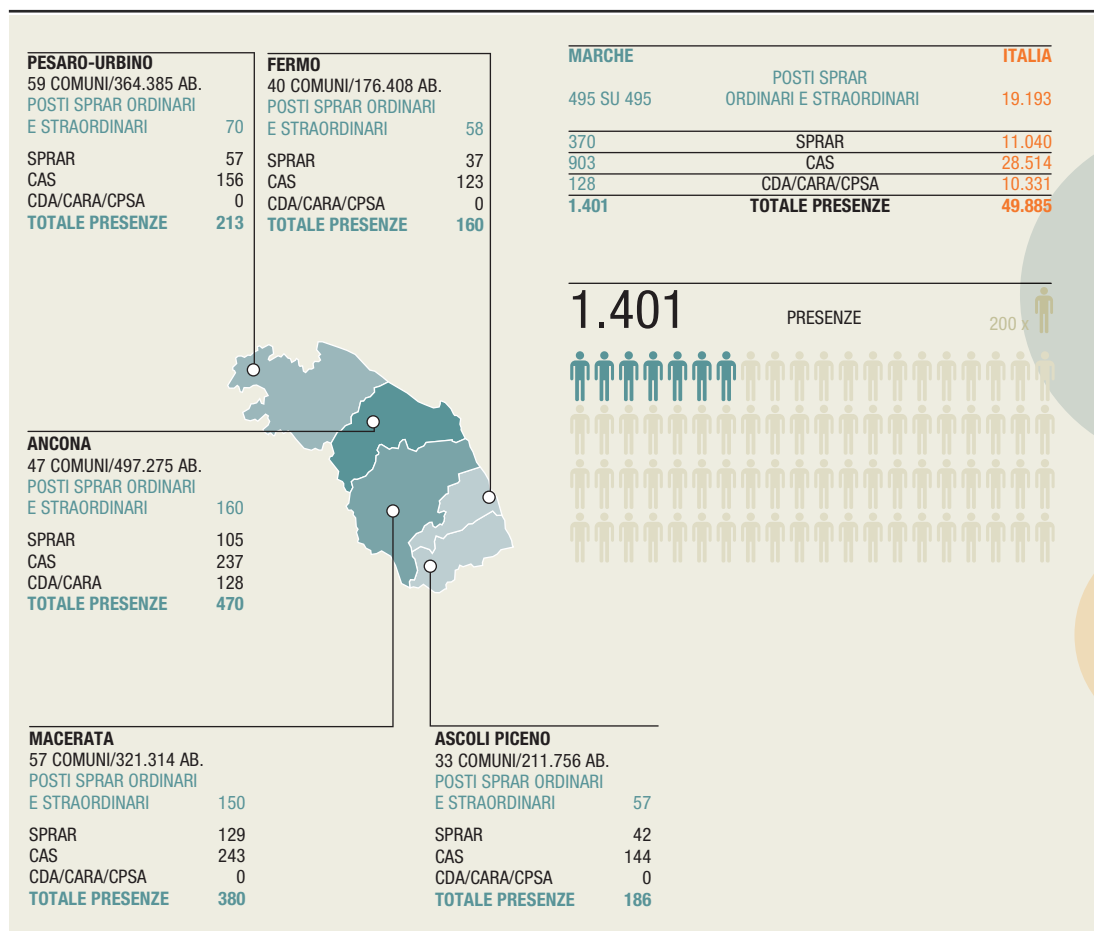 PESARO-URBINO
59 COMUNI/364.385 AB.
POSTI SPRAR ORDINARI
E STRAORDINARI 70
SPRAR 57
CAS 156
CDA/CARA/CPSA 0
TOTALE PRESENZE 213
FERMO
40 COMUNI/176.408 AB.
POSTI SPRAR ORDINARI
E STRAORDINARI 58
SPRAR 37
CAS 123
CDA/CARA/CPSA 0
TOTALE PRESENZE 160
MARCHE ITALIA
POSTI SPRAR
495 SU 495 ORDINARI E STRAORDINARI 19.193
370 SPRAR 11.040
903 CAS 28.514
128 CDA/CARA/CPSA 10.331
1.401 TOTALE PRESENZE 49.885
1.401 PRESENZE 200 x
ANCONA
47 COMUNI/497.275 AB.
POSTI SPRAR ORDINARI
E STRAORDINARI 160
SPRAR 105
CAS 237
CDA/CARA 128
TOTALE PRESENZE 470
MACERATA
57 COMUNI/321.314 AB.
POSTI SPRAR ORDINARI
E STRAORDINARI 150
SPRAR 129
CAS 243
CDA/CARA/CPSA 0
TOTALE PRESENZE 380
ASCOLI PICENO
33 COMUNI/211.756 AB.
POSTI SPRAR ORDINARI
E STRAORDINARI 57
SPRAR 42
CAS 144
CDA/CARA/CPSA 0
TOTALE PRESENZE 186